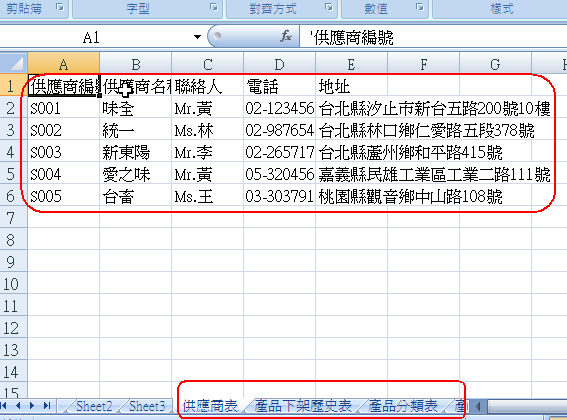 剪貼簿 字型 對齊方式 數值 樣式
A1 fx '供應商編號
A B C D E F G
1 供應商編號 供應商名稱 聯絡人 電話 地址
2 S001 味全 Mr.黃 02-123456 台北縣汐止市新台五路200號10樓
3 S002 統一 Ms.林 02-987654 台北縣林口鄉仁愛路五段378號
4 S003 新東陽 Mr.李 02-265717 台北縣蘆洲鄉和平路415號
5 S004 愛之味 Mr.黃 05-320456 嘉義縣民雄工業區工業二路111號
6 S005 台畜 Ms.王 03-303791 桃園縣觀音鄉中山路108號
7
8
9
10
11
12
13
14
15
Sheet2 Sheet3 供應商表 產品下架歷史表 產品分類表 產